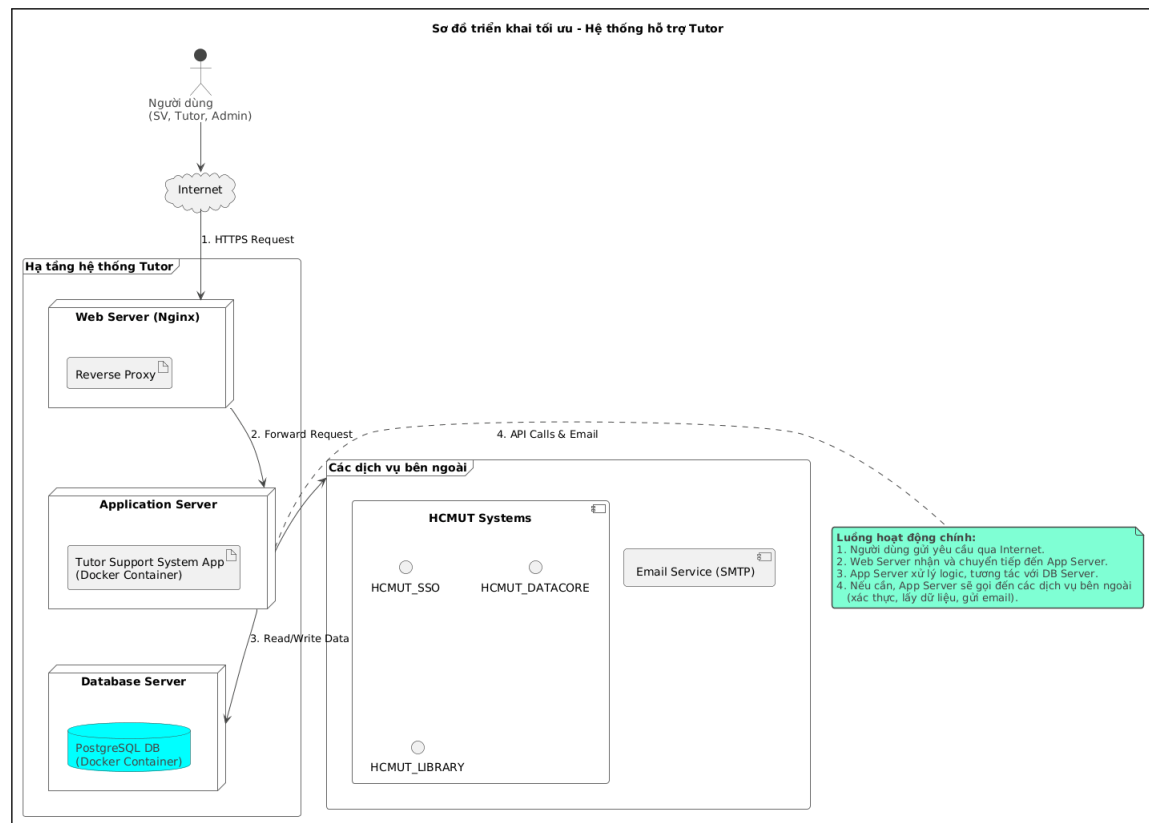 Sơ đồ triển khai tối ưu - Hệ thống hỗ trợ Tutor
Người dùng
(SV, Tutor, Admin)
Internet
1. HTTPS Request
Hạ tầng hệ thống Tutor
Web Server (Nginx)
Reverse Proxy
2. Forward Request
4. API Calls & Email
Các dịch vụ bên ngoài
Application Server
Tutor Support System App
(Docker Container)
HCMUT Systems
HCMUT_SSO
HCMUT_DATACORE
Email Service (SMTP)
HCMUT_LIBRARY
Luồng hoạt động chính:
1. Người dùng gửi yêu cầu qua Internet.
2. Web Server nhận và chuyển tiếp đến App Server.
3. App Server xử lý logic, tương tác với DB Server.
4. Nếu cần, App Server sẽ gọi đến các dịch vụ bên ngoài
(xác thực, lấy dữ liệu, gửi email).
3. Read/Write Data
Database Server
PostgreSQL DB
(Docker Container)